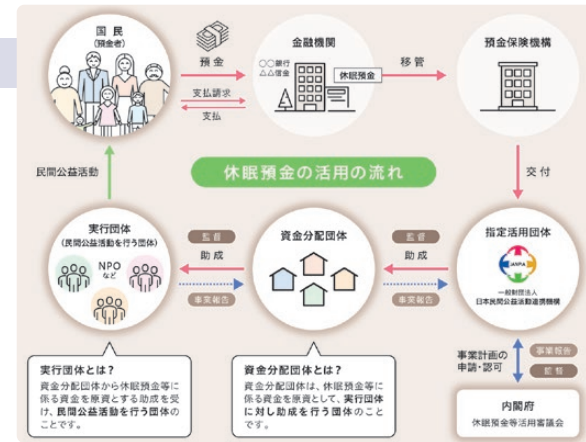 国民
(預金者)
預金
支払請求
支払
金融機関
○○銀行
△△信金
休眠預金
移管
預金保険機構
民間公益活動
休眠預金の活用の流れ
交付
実行団体
(民間公益活動を行う団体)
NPO
など
監督
助成
事業報告
資金分配団体
監督
助成
事業報告
指定活用団体
JANPIA
一般財団法人
日本民間公益活動連携機構
実行団体とは?
資金分配団体から休眠預金等に
係る資金を原資とする助成を受
け、民間公益活動を行う団体の
ことです。
資金分配団体とは?
資金分配団体は、休眠預金等に
係る資金を原資として、実行団体
に対し助成を行う団体のこと
です。
事業計画の
申請・認可
事業報告
監督
内閣府
休眠預金等活用審議会